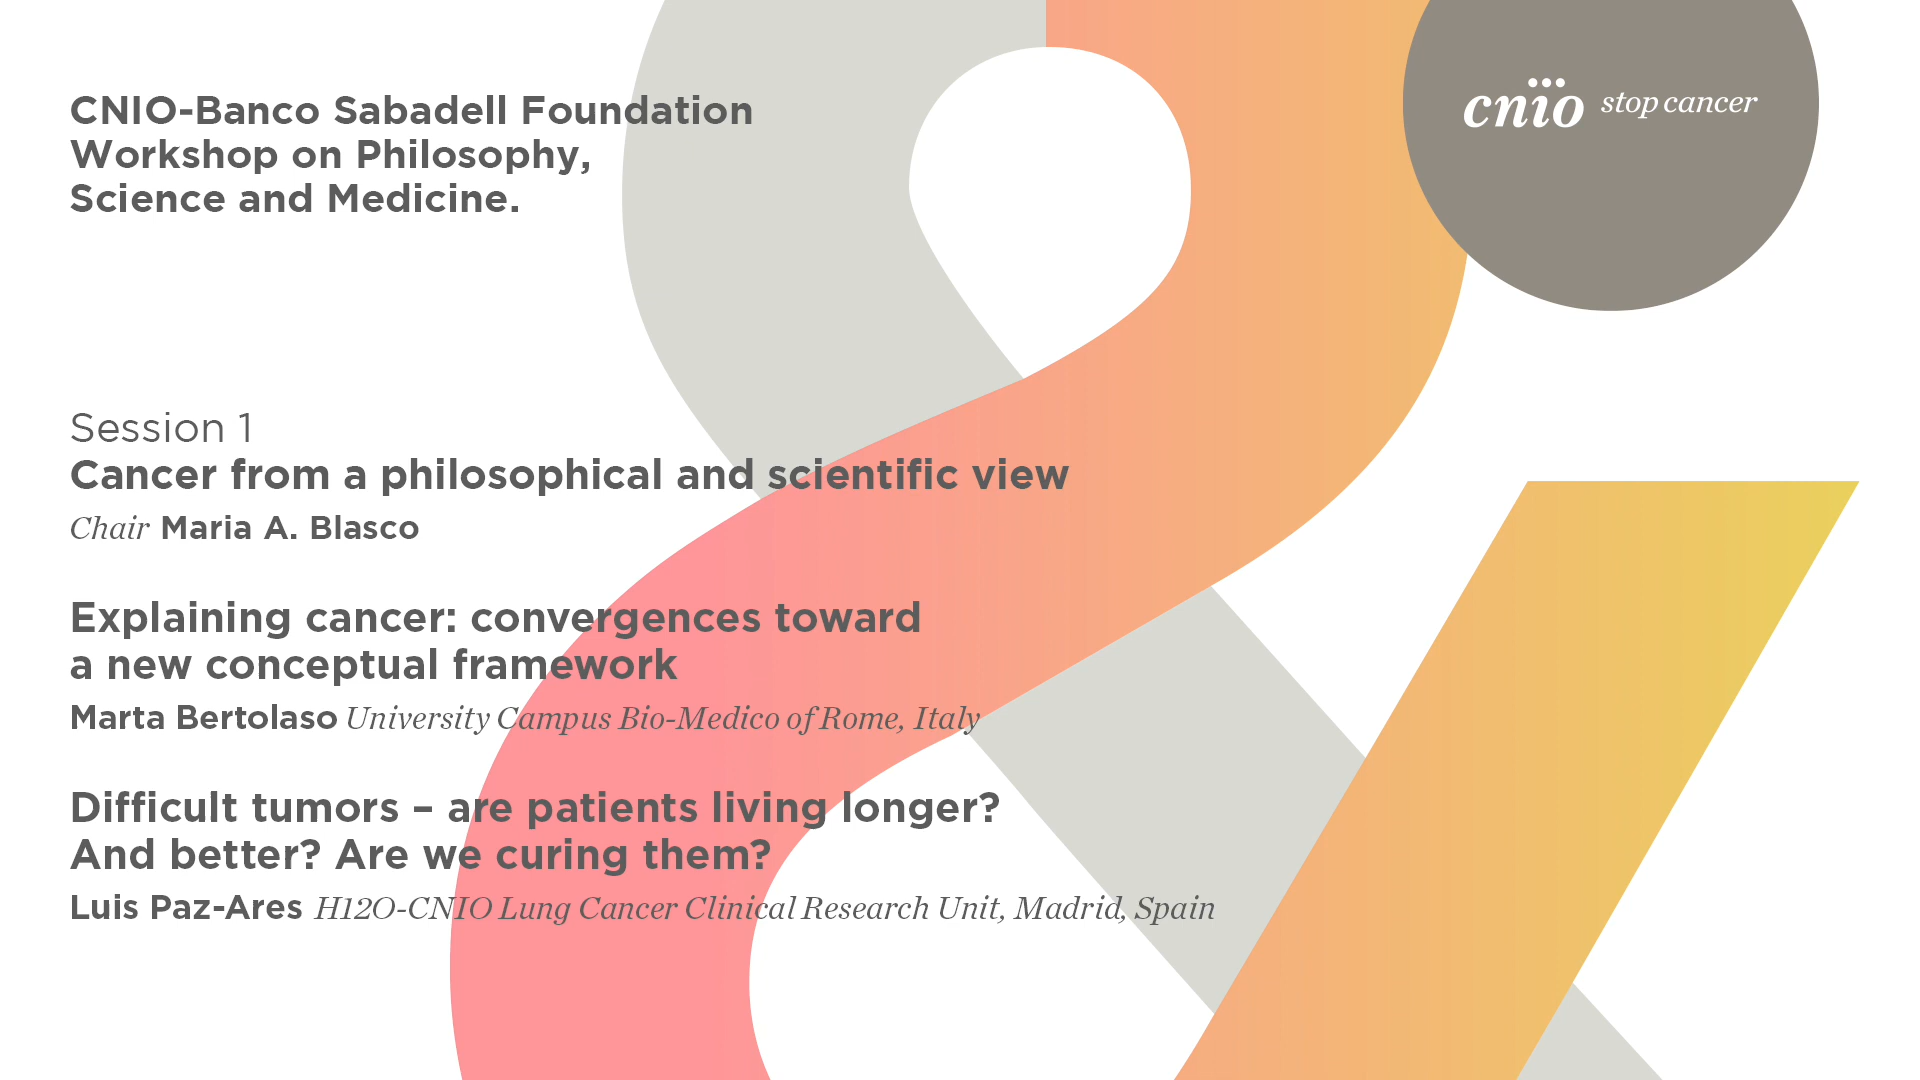 CNIO-Banco Sabadell Foundation
Workshop on Philosophy,
Science and Medicine.
cnio stop cancer
Session 1
Cancer from a philosophical and scientific view
Chair Maria A. Blasco
Explaining cancer: convergences toward
a new conceptual framework
Marta Bertolaso University Campus Bio-Medico of Rome, Italy
Difficult tumors – are patients living longer?
And better? Are we curing them?
Luis Paz-Ares H12O-CNIO Lung Cancer Clinical Research Unit, Madrid, Spain